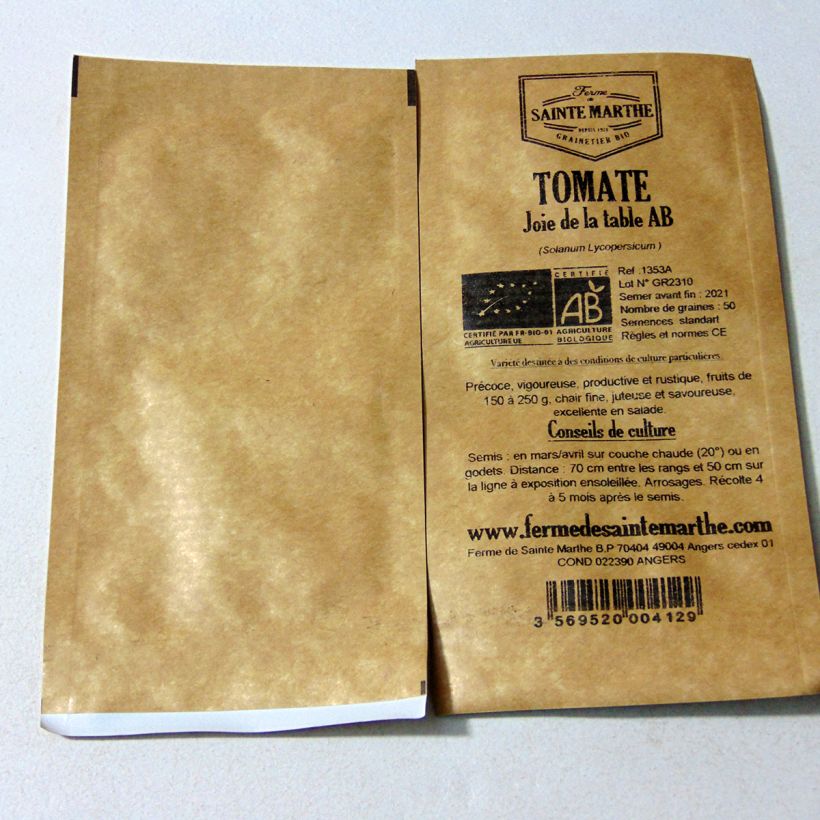 Ferme
de
SAINTE MARTHE
DEPUIS 1974
GRAINETIER BIO
TOMATE
Joie de la table AB
(Solanum Lycopersicum )
CERTIFIÉ
AB
CERTIFIÉ PAR FR-BIO-01
AGRICULTURE UE
AGRICULTURE
BIOLOGIQUE
Ref .1353A
Lot N° GR2310
Semer avant fin : 2021
Nombre de graines : 50
Semences standart
Règles et normes CE
Varieté destinée a des conditions de culture particulières.
Précoce, vigoureuse, productive et rustique, fruits de
150 à 250 g, chair fine, juteuse et savoureuse,
excellente en salade.
Conseils de culture
Semis : en mars/avril sur couche chaude (20°) ou en
godets. Distance : 70 cm entre les rangs et 50 cm sur
la ligne à exposition ensoleillée. Arrosages. Récolte 4
à 5 mois après le semis.
www.fermedesaintemarthe.com
Ferme de Sainte Marthe B.P 70404 49004 Angers cedex 01
COND 022390 ANGERS
3 569520 004129